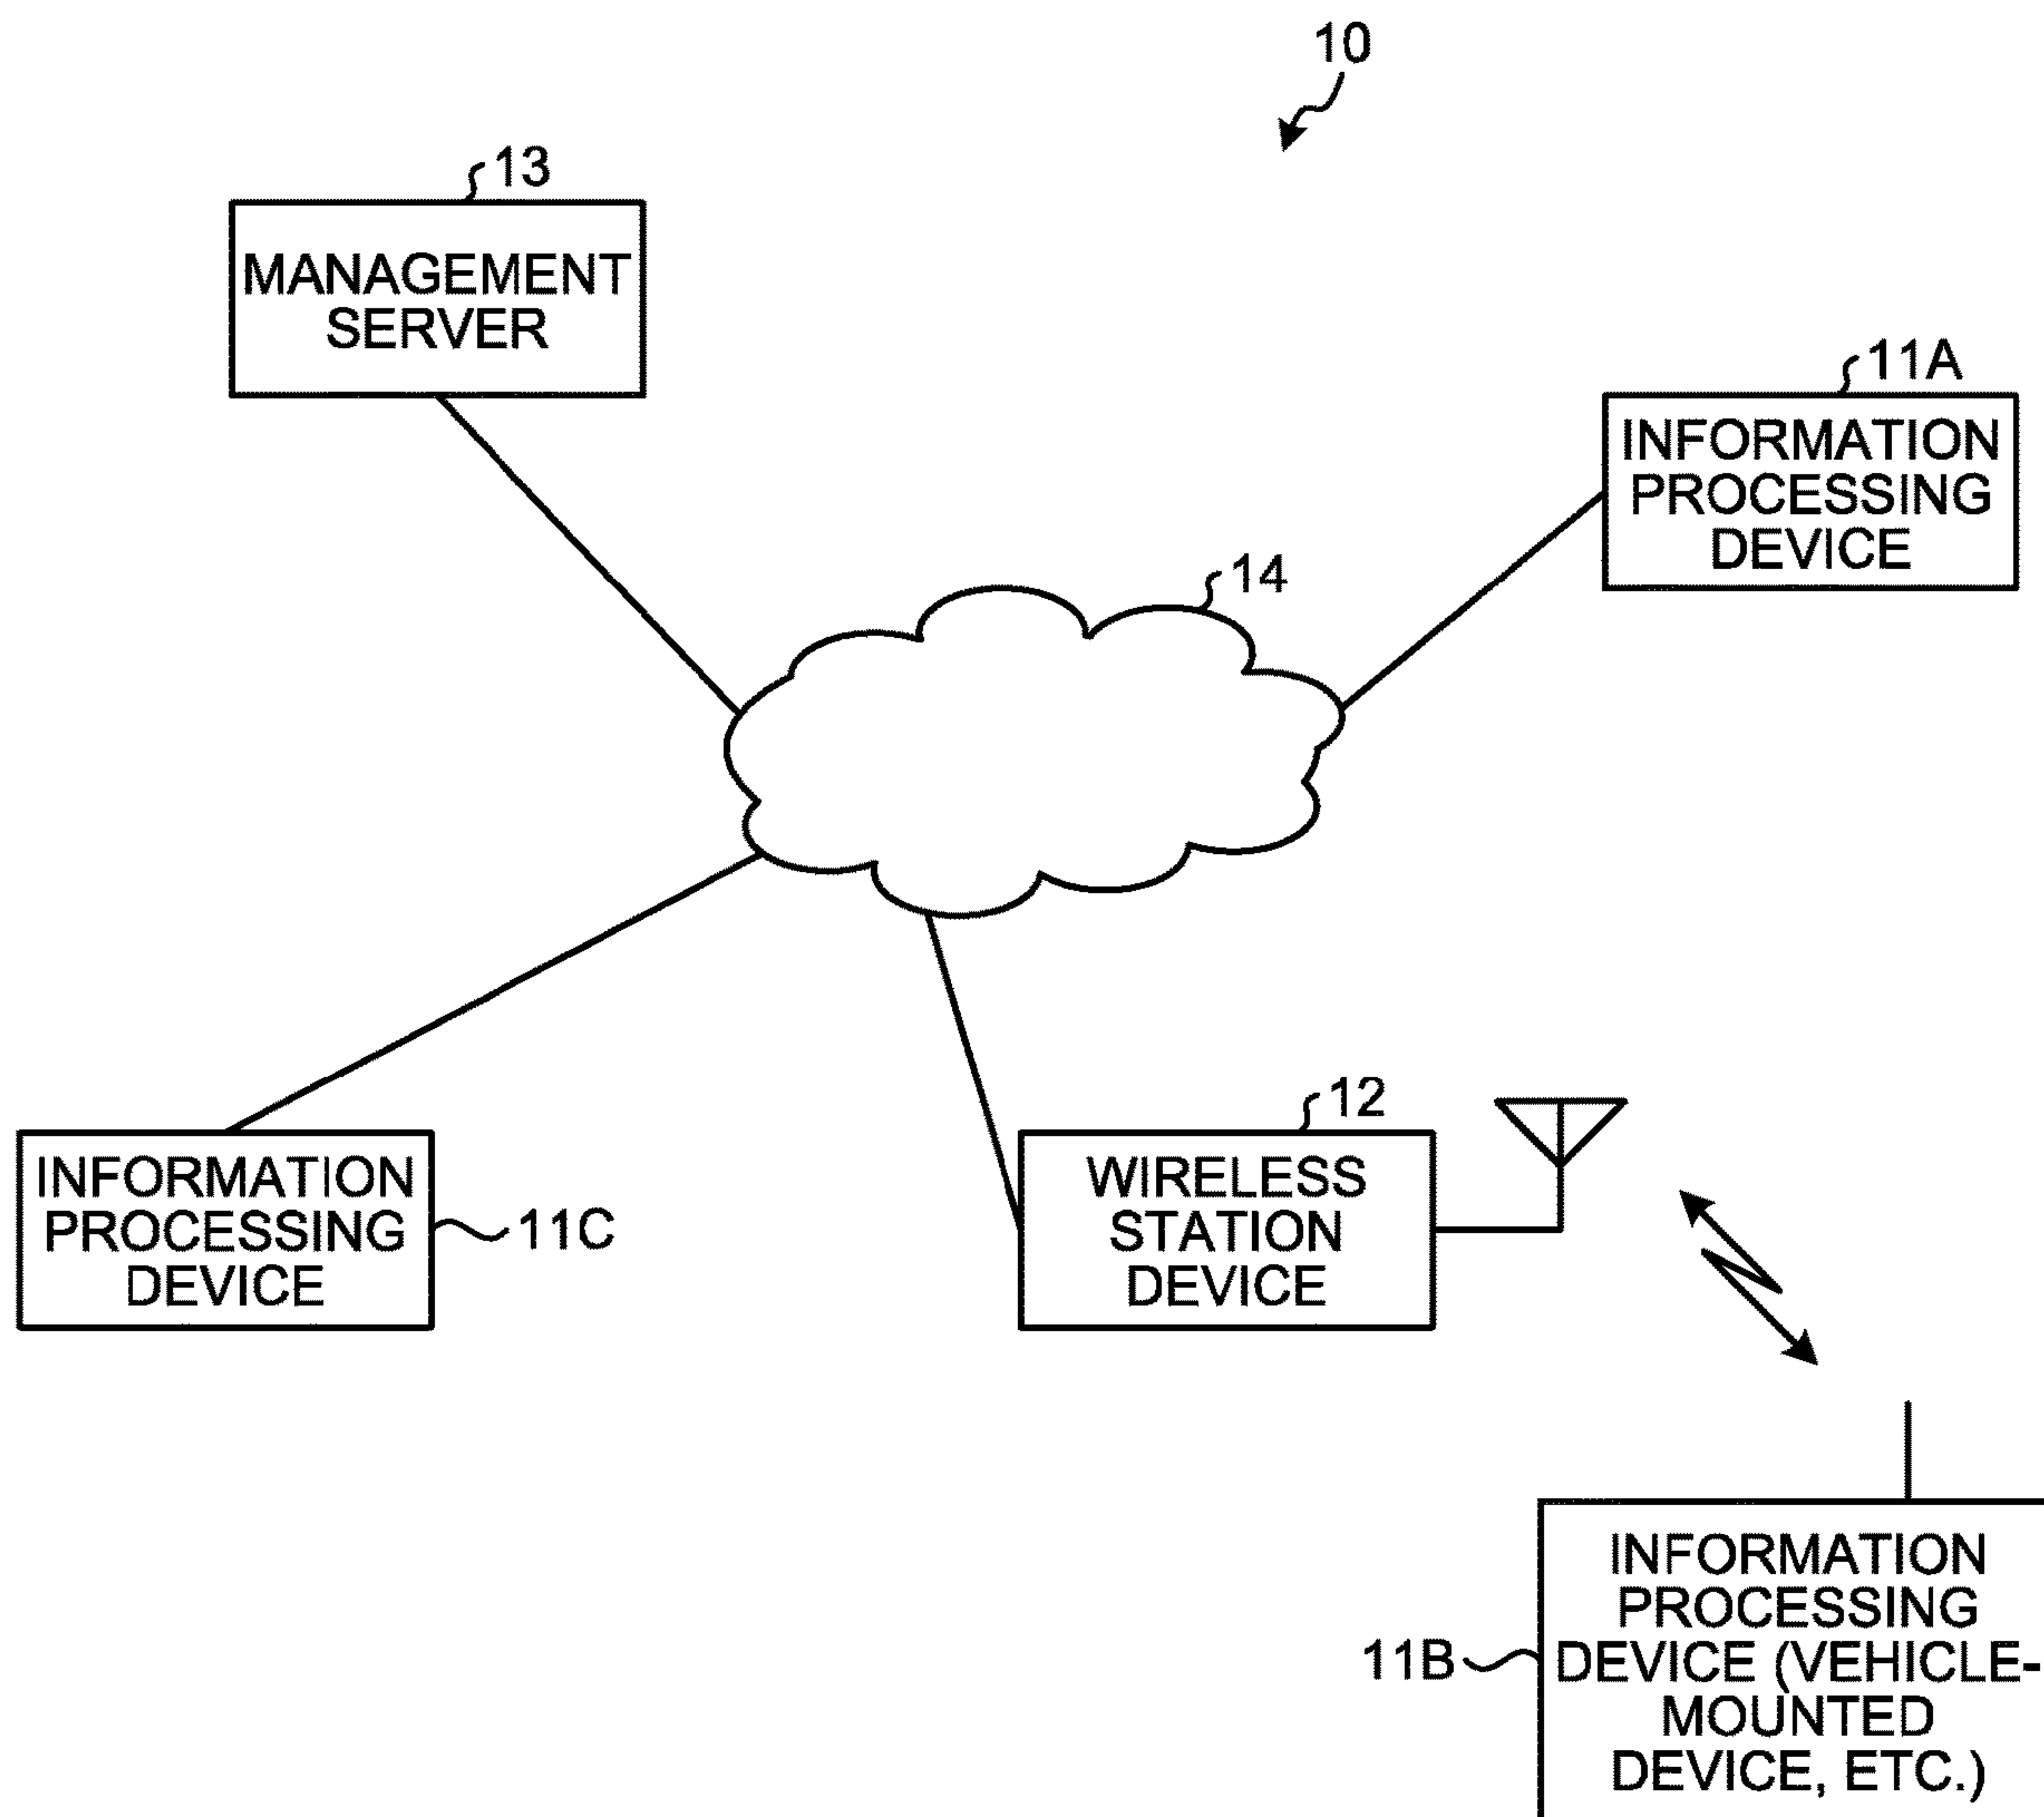 10
13
MANAGEMENT
SERVER
11A
INFORMATION
PROCESSING
DEVICE
14
12
INFORMATION
PROCESSING
DEVICE
11C
WIRELESS
STATION
DEVICE
11B
INFORMATION
PROCESSING
DEVICE (VEHICLE-
MOUNTED
DEVICE, ETC.)